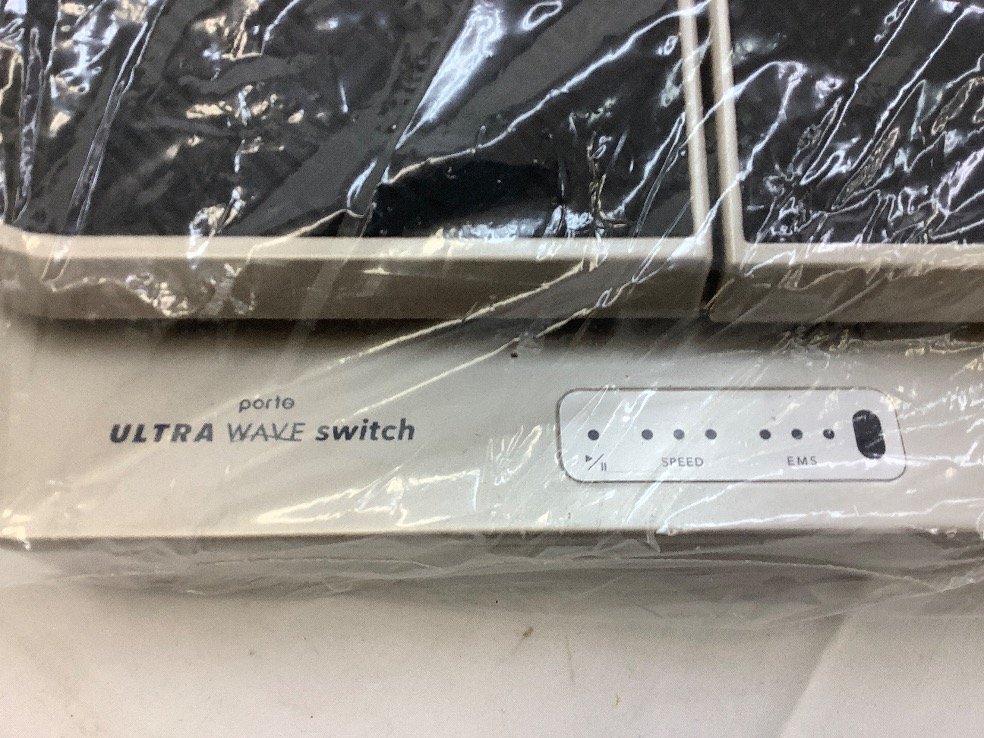 porto
ULTRA WAVE switch
SPEED
EMS